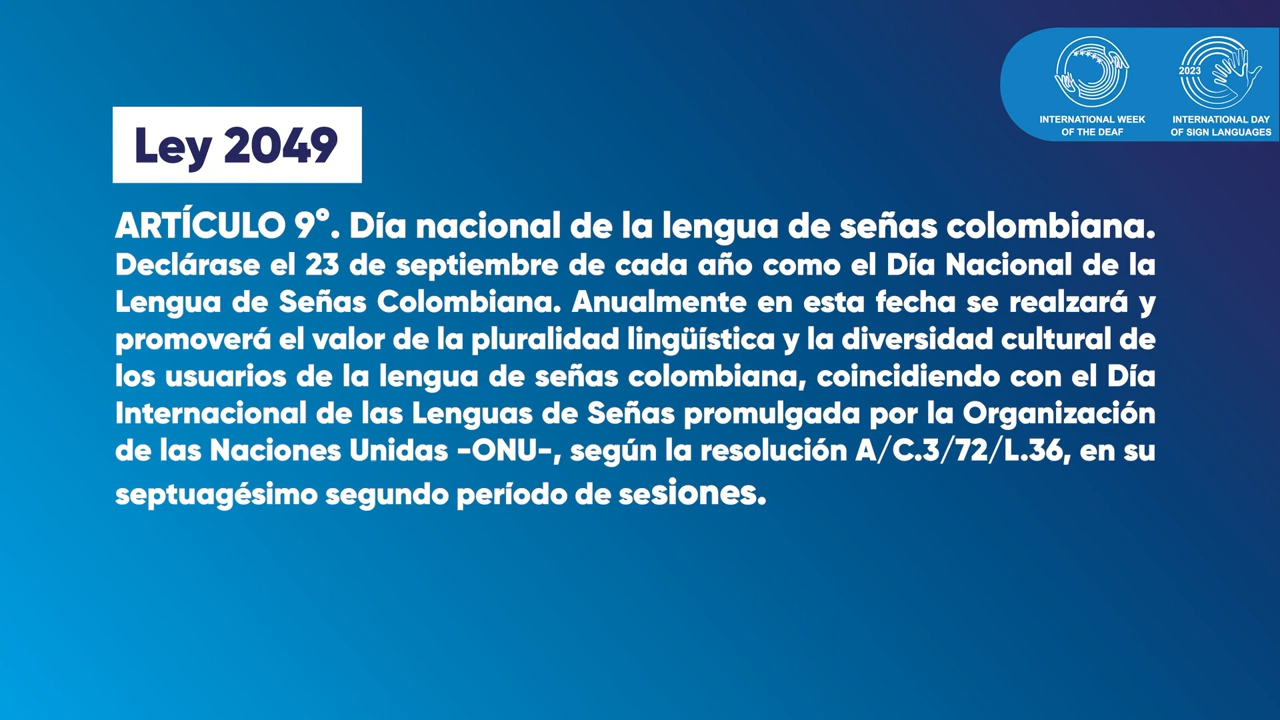 INTERNATIONAL WEEK
OF THE DEAF
2023
INTERNATIONAL DAY
OF SIGN LANGUAGES
Ley 2049
ARTÍCULO 9°. Día nacional de la lengua de señas colombiana.
Declárase el 23 de septiembre de cada año como el Día Nacional de la
Lengua de Señas Colombiana. Anualmente en esta fecha se realzará y
promoverá el valor de la pluralidad lingüística y la diversidad cultural de
los usuarios de la lengua de señas colombiana, coincidiendo con el Día
Internacional de las Lenguas de Señas promulgada por la Organización
de las Naciones Unidas -ONU-, según la resolución A/C.3/72/L.36, en su
septuagésimo segundo período de sesiones.